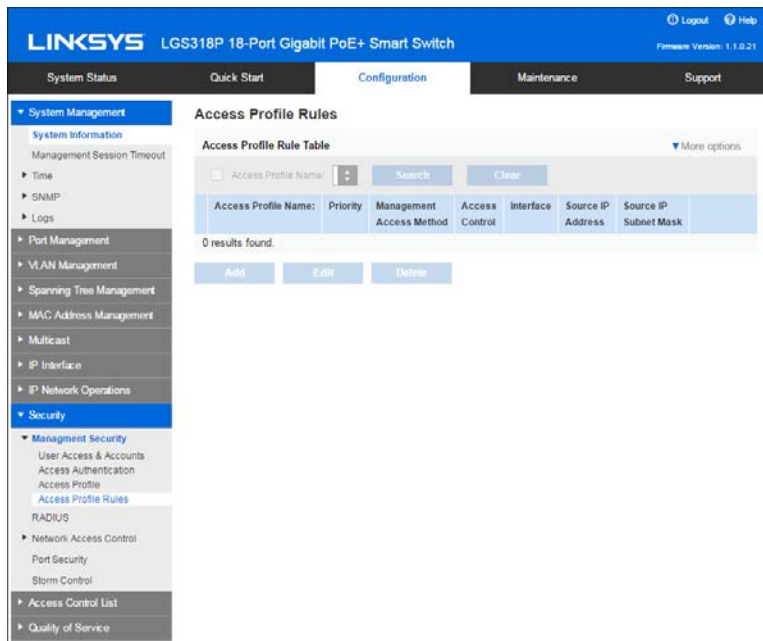 Logout Help
LINKSYS LGS318P 18-Port Gigabit PoE+ Smart Switch
Firmware Version: 1.1.0.21
System Status Quick Start Configuration Maintenance Support
System Management
System Information
Management Session Timeout
Time
SNMP
Logs
Port Management
VLAN Management
Spanning Tree Management
MAC Address Management
Multicast
IP Interface
IP Network Operations
Security
Managment Security
User Access & Accounts
Access Authentication
Access Profile
Access Profile Rules
RADIUS
Network Access Control
Port Security
Storm Control
Access Control List
Quality of Service
Access Profile Rules
Access Profile Rule Table More options
Access Profile Name: Search Clear
Access Profile Name: Priority Management Access Interface Source IP Source IP
Access Method Control Address Subnet Mask
0 results found.
Add Edit Delete